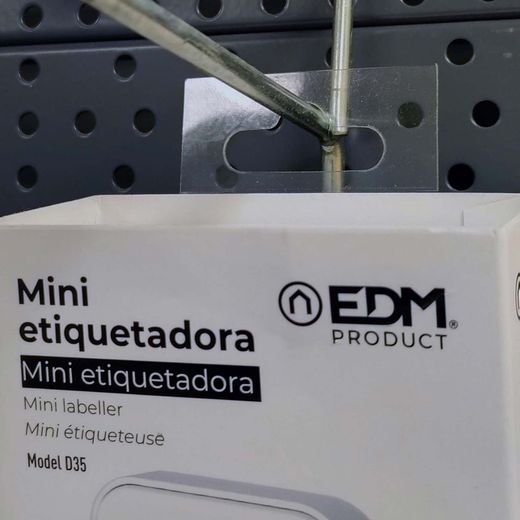 Mini
etiquetadora
Mini etiquetadora
Mini labeller
Mini étiqueteuse
Model D35
EDM®
PRODUCT